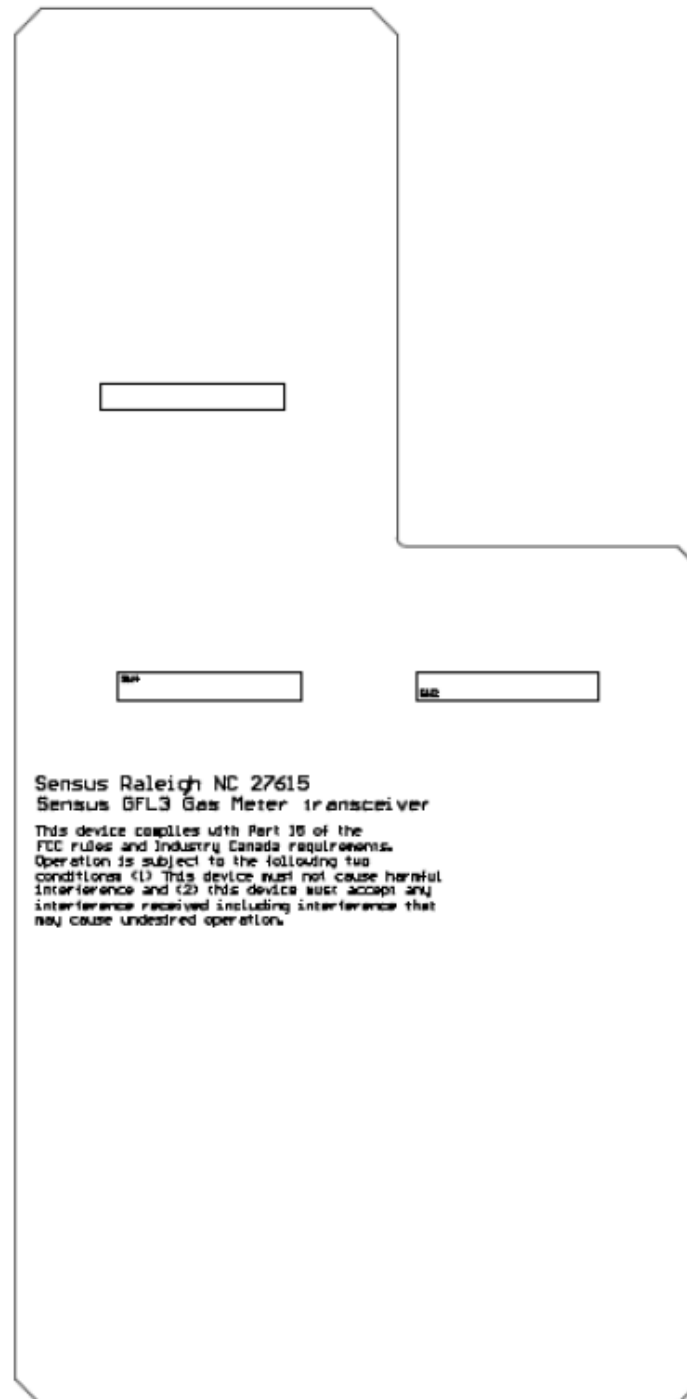 Sensus Raleigh NC 27615
Sensus GFL3 Gas Meter transceiver
This device complies with Part 15 of the
FCC rules and Industry Canada requirements.
Operation is subject to the following two
conditions: (1) This device must not cause harmful
interference and (2) this device must accept any
interference received including interference that
may cause undesired operation.